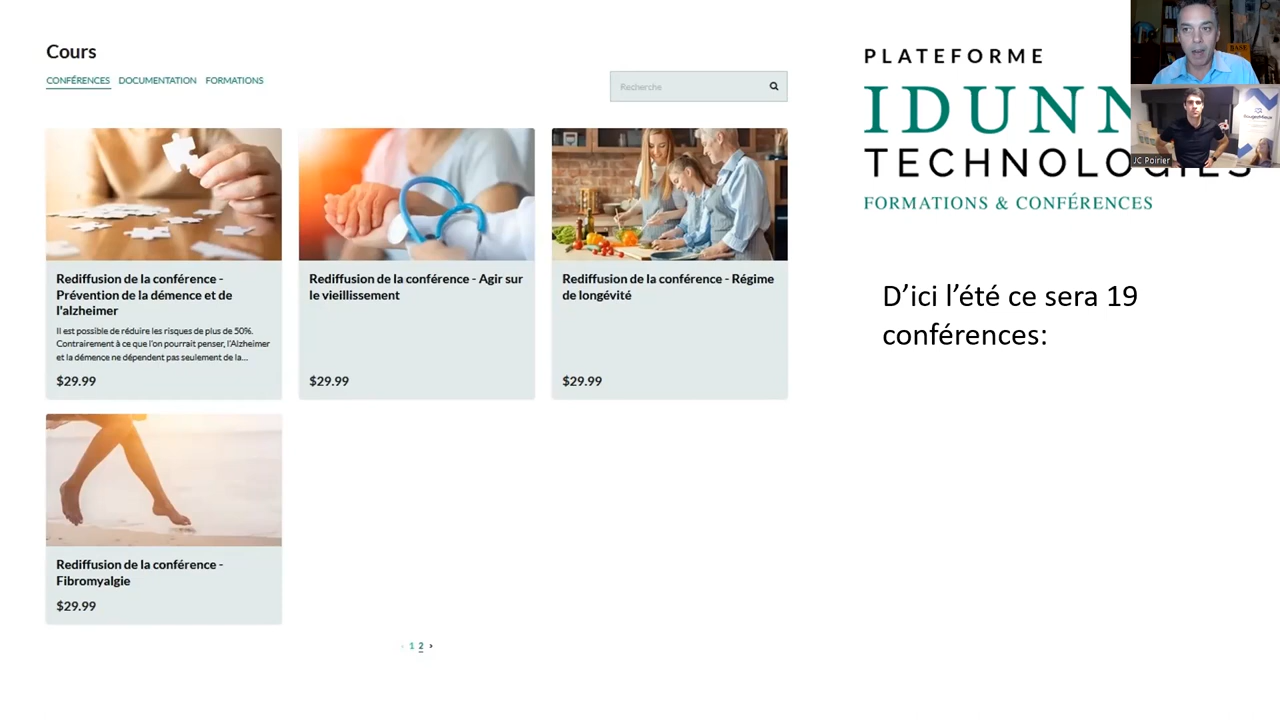 Cours
CONFÉRENCES DOCUMENTATION FORMATIONS
Recherche
Rediffusion de la conférence -
Prévention de la démence et de
l'alzheimer
Il est possible de réduire les risques de plus de 50%.
Contrairement à ce que l'on pourrait penser, l'Alzheimer
et la démence ne dépendent pas seulement de la...
$29.99
Rediffusion de la conférence - Agir sur
le vieillissement
$29.99
Rediffusion de la conférence - Régime
de longévité
$29.99
Rediffusion de la conférence -
Fibromyalgie
$29.99
‹ 1 2 ›
PLATEFORME
IDUNN
TECHNOLOGIES
FORMATIONS & CONFÉRENCES
D’ici l’été ce sera 19
conférences:
BASE
JC Poirier